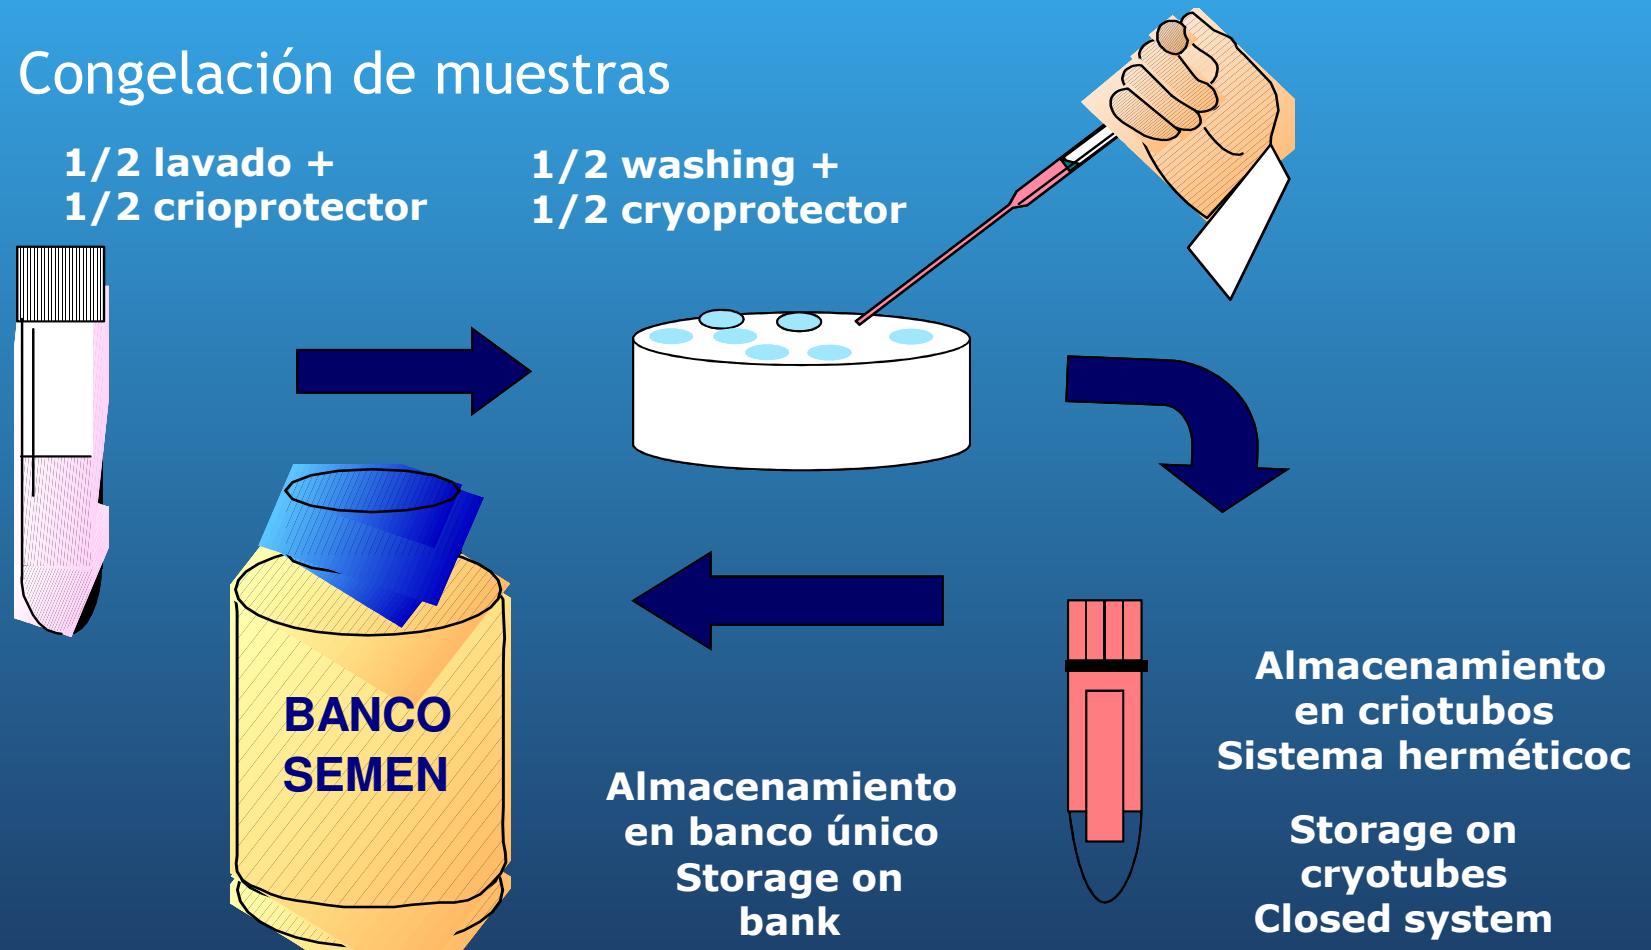 Congelación de muestras
1/2 lavado +
1/2 crioprotector
1/2 washing +
1/2 cryoprotector
BANCO
SEMEN
Almacenamiento
en banco único
Storage on
bank
Almacenamiento
en criotubos
Sistema herméticoc
Storage on
cryotubes
Closed system